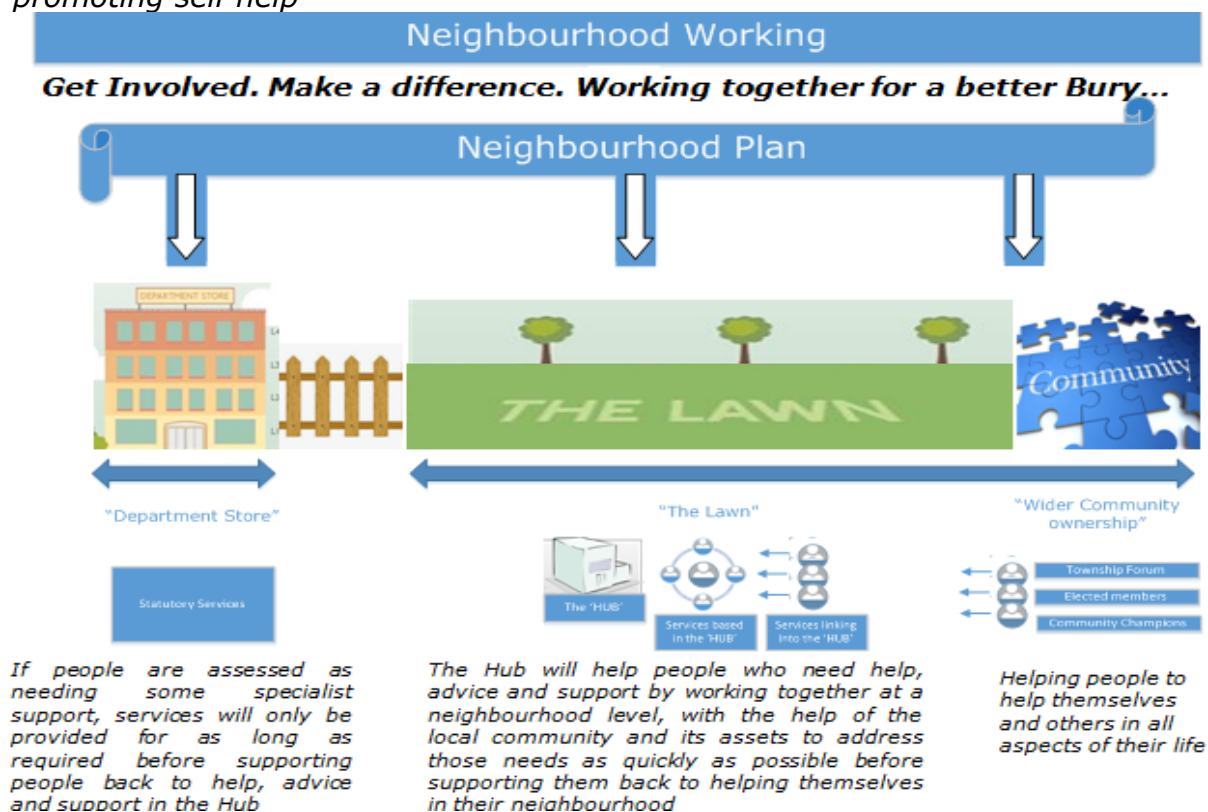 promoting self help
Neighbourhood Working
Get Involved. Make a difference. Working together for a better Bury...
Neighbourhood Plan
DEPARTMENT STORE
L4
L3
L2
L1
THE LAWN
Community
"Department Store"
"The Lawn"
"Wider Community
ownership"
Statutory Services
The 'HUB'
Services based
in the 'HUB'
Services linking
into the 'HUB'
Township Forum
Elected members
Community Champions
If people are assessed as
needing some specialist
support, services will only be
provided for as long as
required before supporting
people back to help, advice
and support in the Hub
The Hub will help people who need help,
advice and support by working together at a
neighbourhood level, with the help of the
local community and its assets to address
those needs as quickly as possible before
supporting them back to helping themselves
in their neighbourhood
Helping people to
help themselves
and others in all
aspects of their life